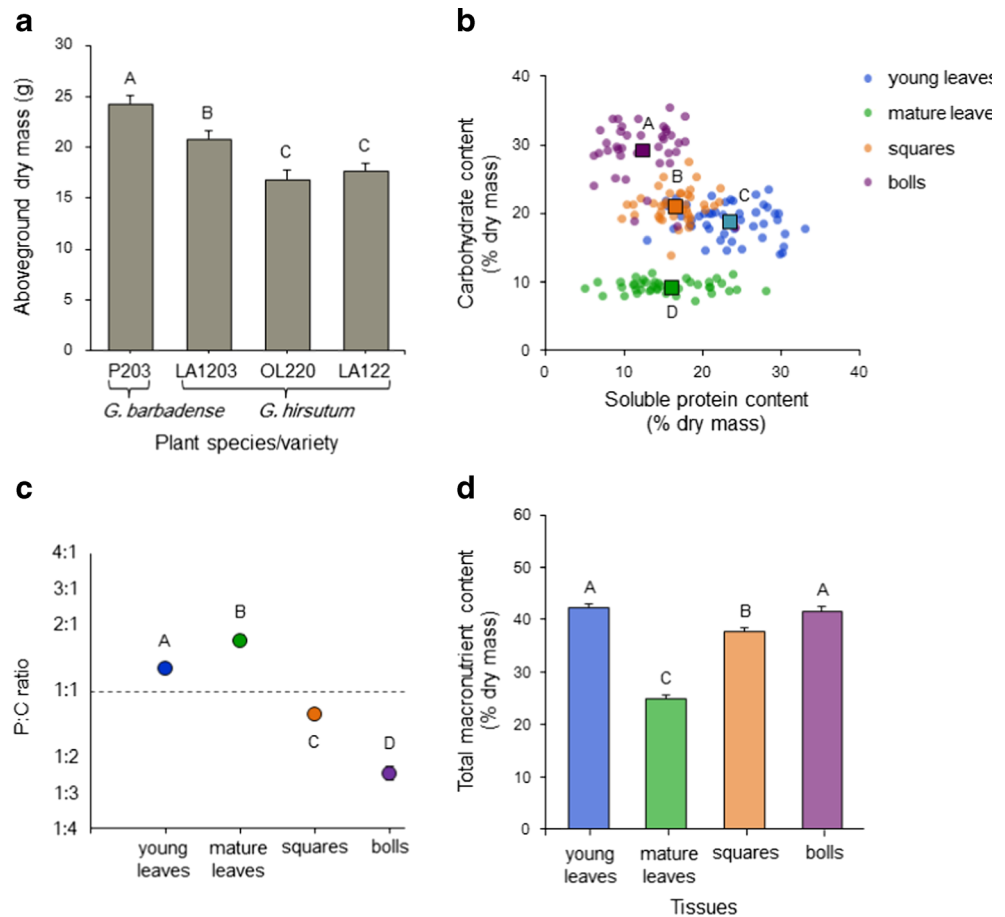 a
Aboveground dry mass (g)
30
25
20
15
10
5
0
A
B
C
C
P203 LA1203 OL220 LA122
G. barbadense G. hirsutum
Plant species/variety
b
Carbohydrate content
(% dry mass)
40
30
20
10
0
A
B
C
D
0 10 20 30 40
Soluble protein content
(% dry mass)
young leaves
mature leave
squares
bolls
c
P:C ratio
4:1
3:1
2:1
1:1
1:2
1:3
1:4
A
B
C
D
young
leaves
mature
leaves
squares
bolls
d
Total macronutrient content
(% dry mass)
60
50
40
30
20
10
0
A
C
B
A
young
leaves
mature
leaves
squares
bolls
Tissues